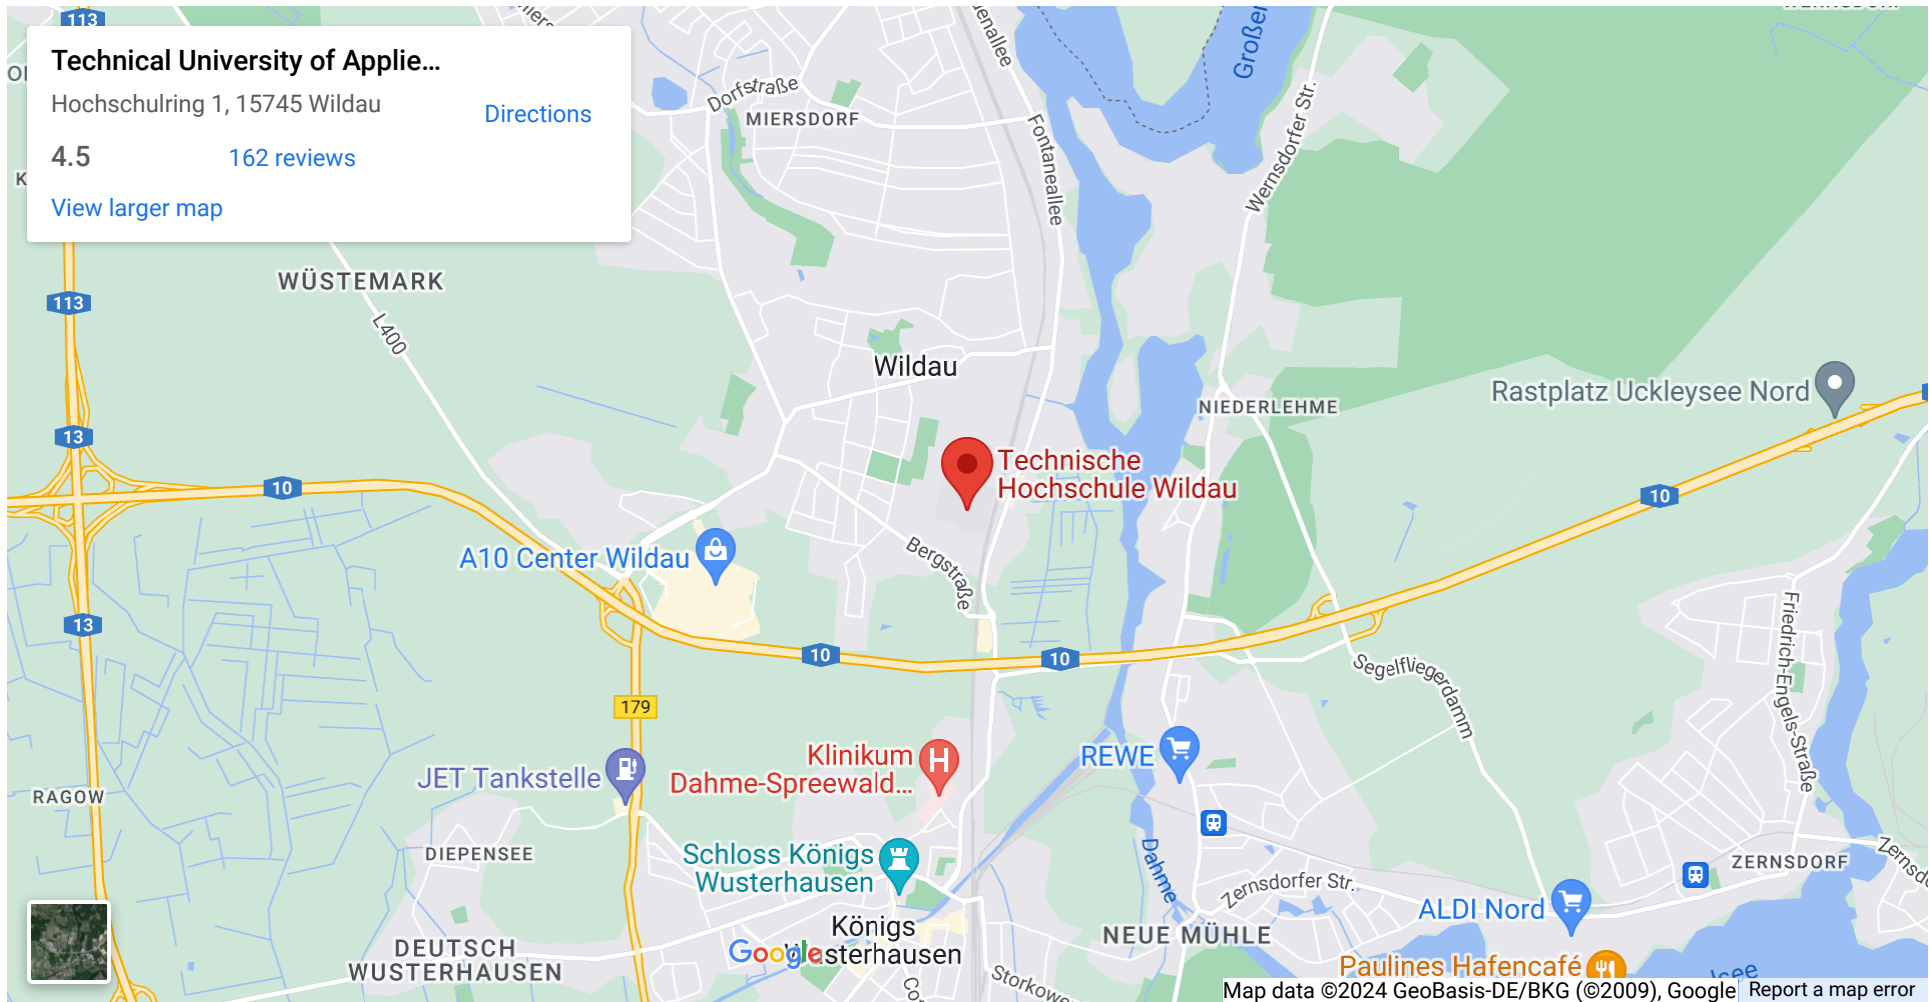 113
Technical University of Applie...
Hochschulring 1, 15745 Wildau
Directions
4.5
162 reviews
View larger map
Dorfstraße
MIERSDORF
Fontaneallee
Großer
Wernsdorfer Str.
WÜSTEMARK
113
L400
Wildau
Rastplatz Uckleysee Nord
NIEDERLEHME
13
10
10
Technische
Hochschule Wildau
A10 Center Wildau
Bergstraße
13
10
10
Friedrich-Engels-Straße
Segelfliegerdamm
179
Klinikum
Dahme-Spreewald...
REWE
JET Tankstelle
RAGOW
DIEPENSEE
Schloss Königs
Wusterhausen
Dahme
Zernsdorfer Str.
ZERNSDORF
ALDI Nord
Königs
Wusterhausen
Google
NEUE MÜHLE
DEUTSCH
WUSTERHAUSEN
Paulines Hafencafé
Map data ©2024 GeoBasis-DE/BKG (©2009), Google
Report a map error